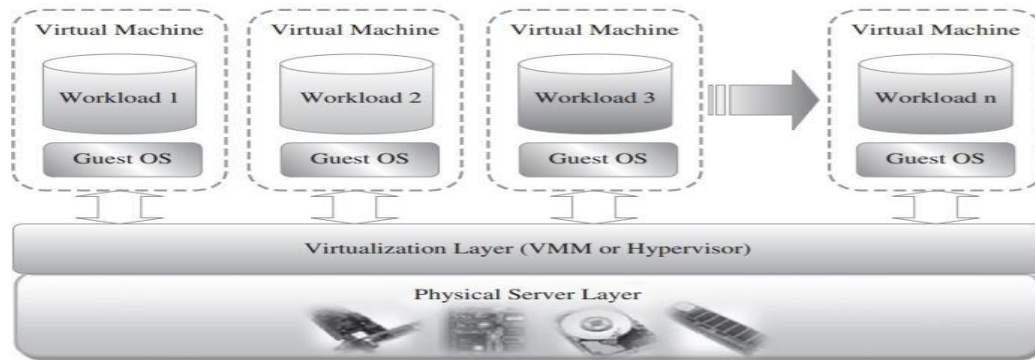 Virtual Machine
Workload 1
Guest OS
Virtual Machine
Workload 2
Guest OS
Virtual Machine
Workload 3
Guest OS
Virtual Machine
Workload n
Guest OS
Virtualization Layer (VMM or Hypervisor)
Physical Server Layer